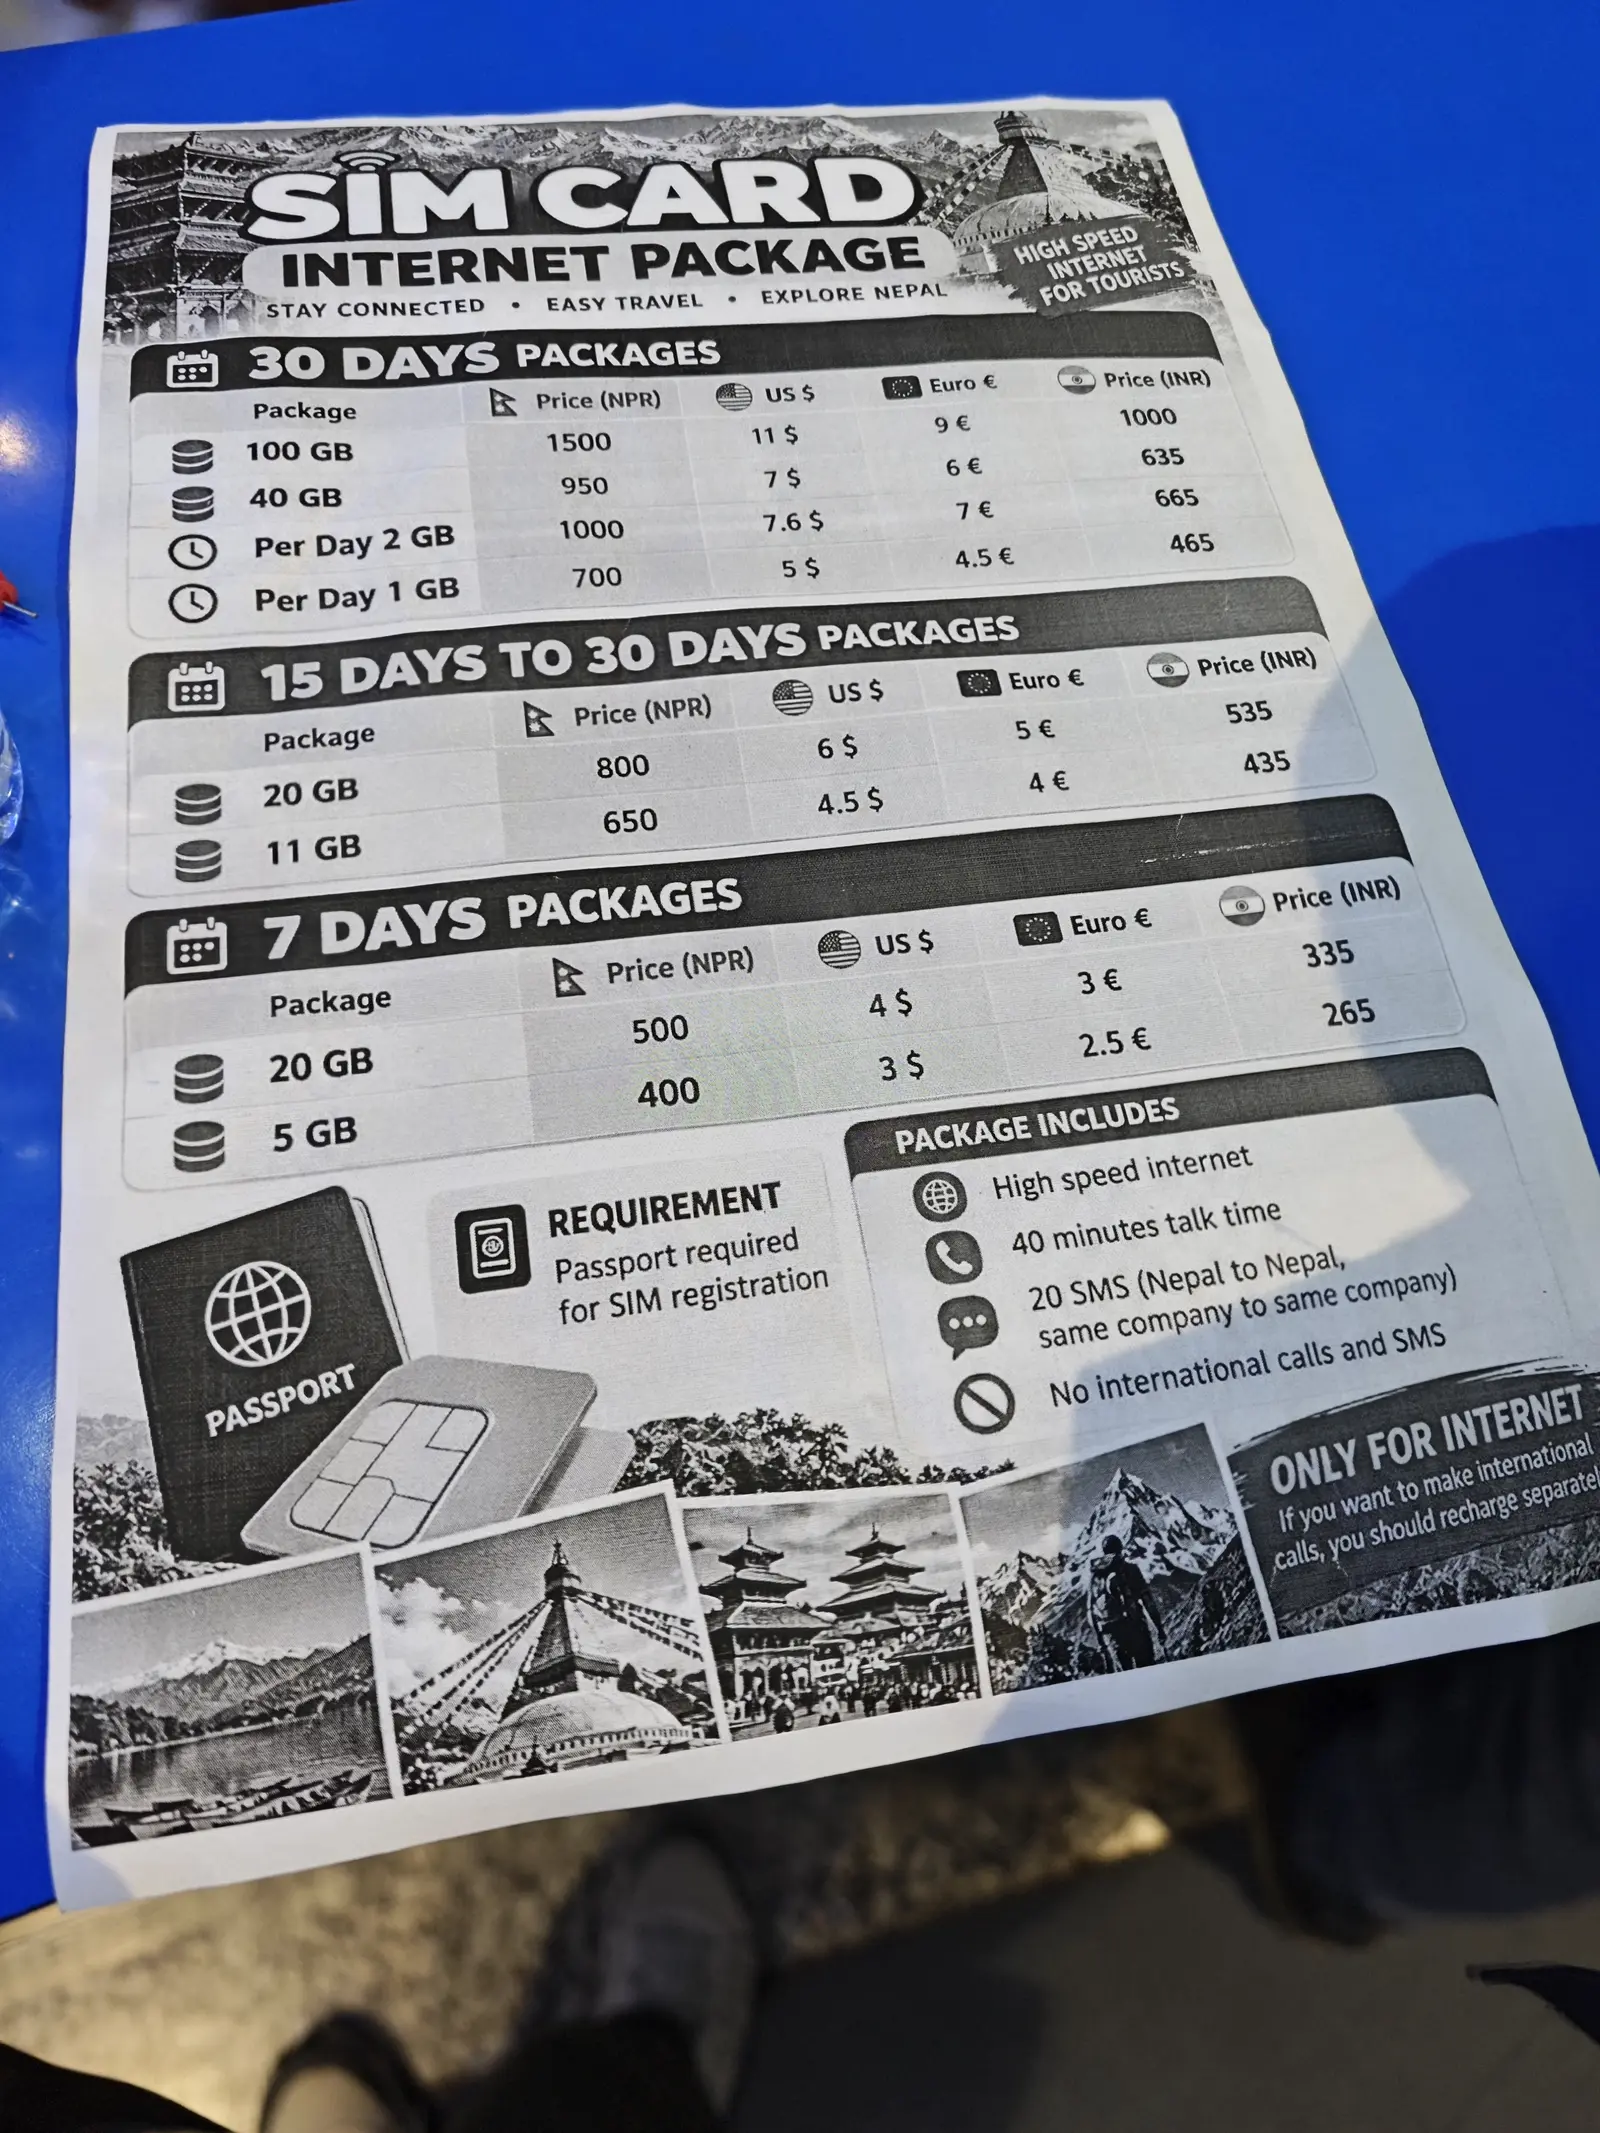 SIM CARD
INTERNET PACKAGE
STAY CONNECTED • EASY TRAVEL • EXPLORE NEPAL
HIGH SPEED
INTERNET
FOR TOURISTS
30 DAYS PACKAGES
Package Price (NPR) US $ Euro € Price (INR)
100 GB 1500 11 $ 9 € 1000
40 GB 950 7 $ 6 € 635
Per Day 2 GB 1000 7.6 $ 7 € 665
Per Day 1 GB 700 5 $ 4.5 € 465
15 DAYS TO 30 DAYS PACKAGES
Package Price (NPR) US $ Euro € Price (INR)
20 GB 800 6 $ 5 € 535
11 GB 650 4.5 $ 4 € 435
7 DAYS PACKAGES
Package Price (NPR) US $ Euro € Price (INR)
20 GB 500 4 $ 3 € 335
5 GB 400 3 $ 2.5 € 265
REQUIREMENT
Passport required
for SIM registration
PASSPORT
PACKAGE INCLUDES
High speed internet
40 minutes talk time
20 SMS (Nepal to Nepal,
same company to same company)
No international calls and SMS
ONLY FOR INTERNET
If you want to make international
calls, you should recharge separatel